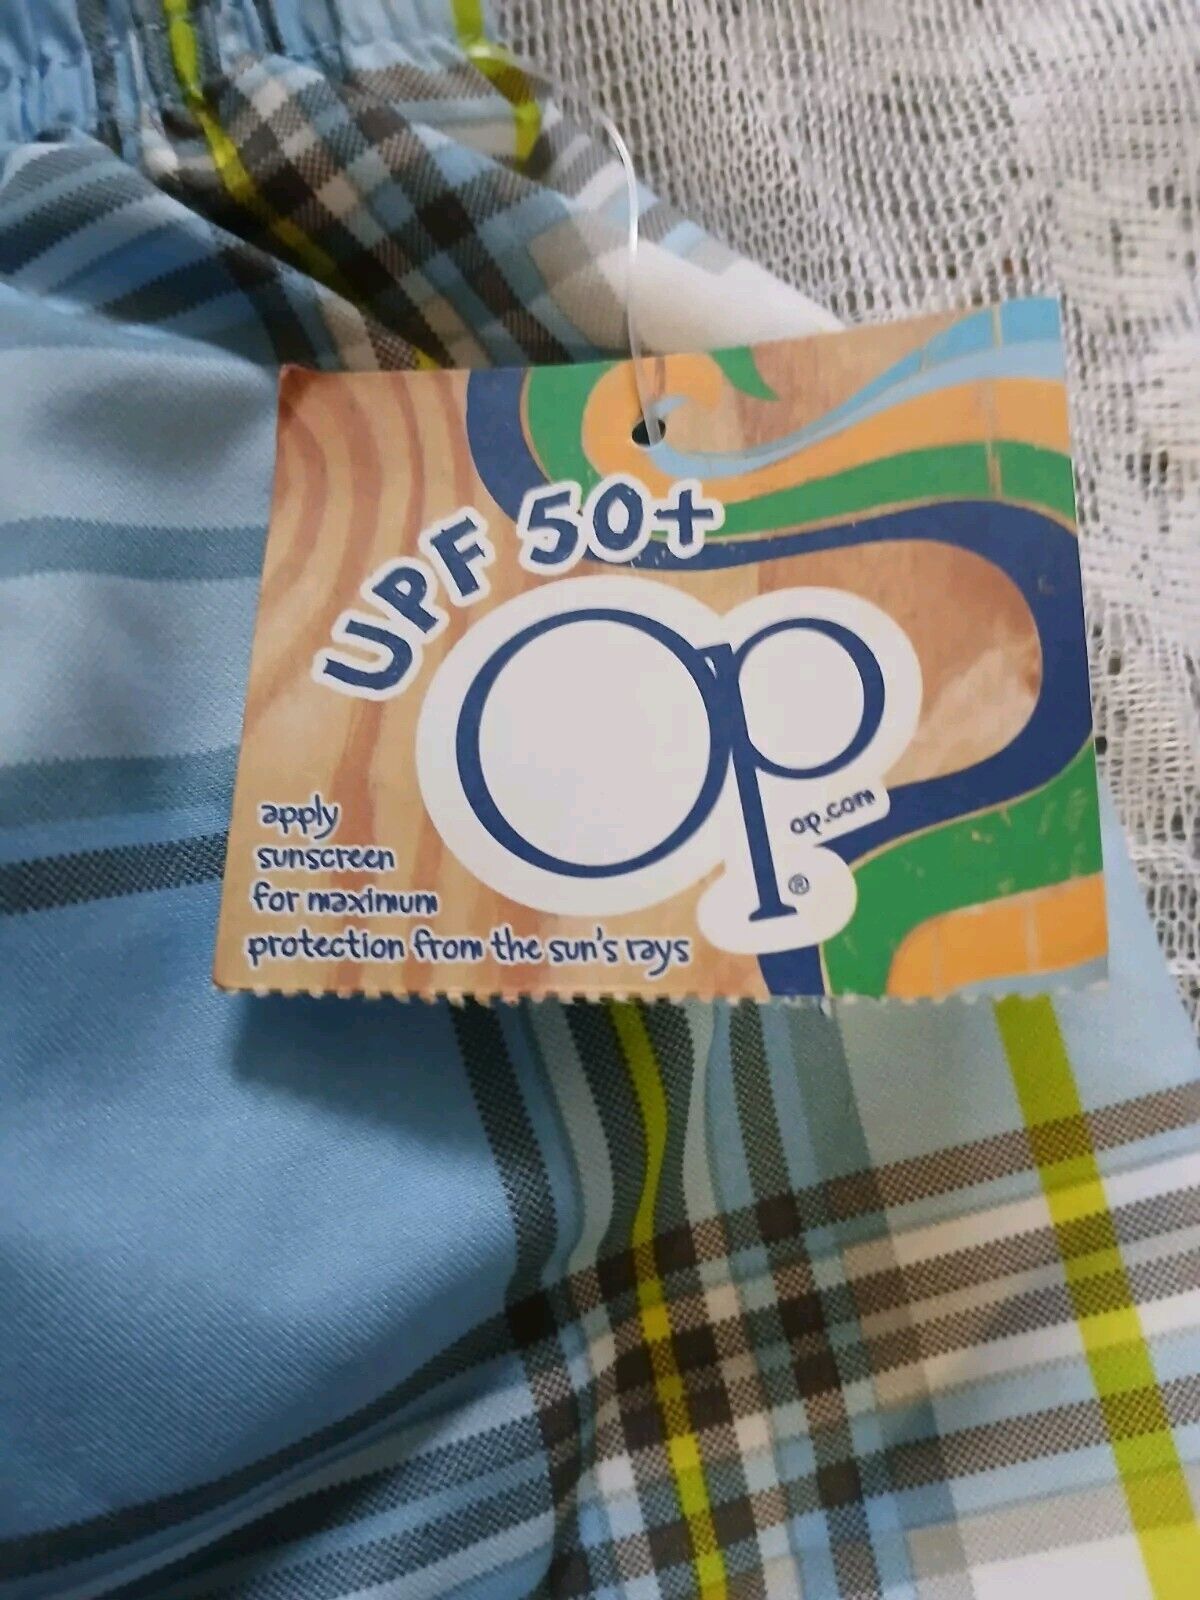 UPF 50+
Op
op.com
®
apply
sunscreen
for maximum
protection from the sun's rays